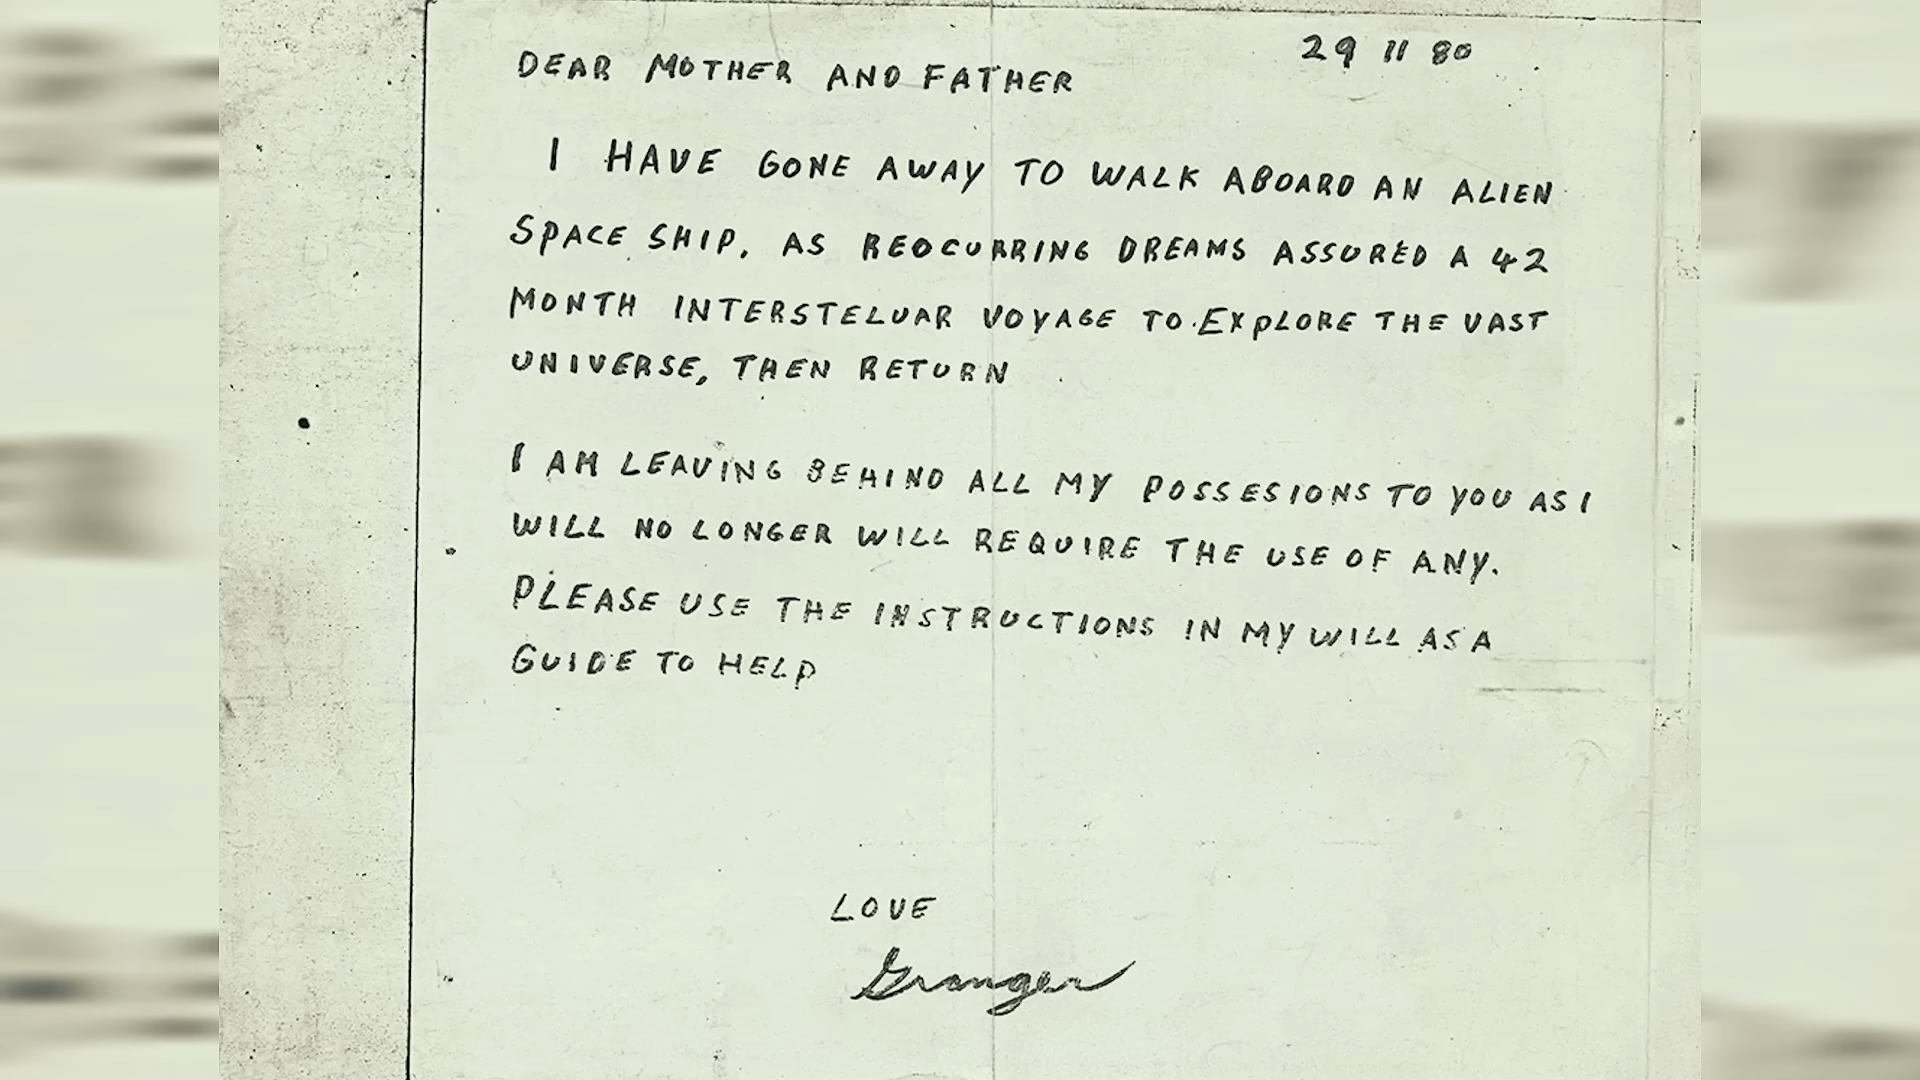 29 11 80
DEAR MOTHER AND FATHER
I HAVE GONE AWAY TO WALK ABOARD AN ALIEN
SPACE SHIP, AS REOCURRING DREAMS ASSURED A 42
MONTH INTERSTELUAR VOYAGE TO EXPLORE THE VAST
UNIVERSE, THEN RETURN
I AM LEAVING BEHIND ALL MY POSSESIONS TO YOU AS I
WILL NO LONGER WILL REQUIRE THE USE OF ANY.
PLEASE USE THE INSTRUCTIONS IN MY WILL AS A
GUIDE TO HELP
LOVE
Granger